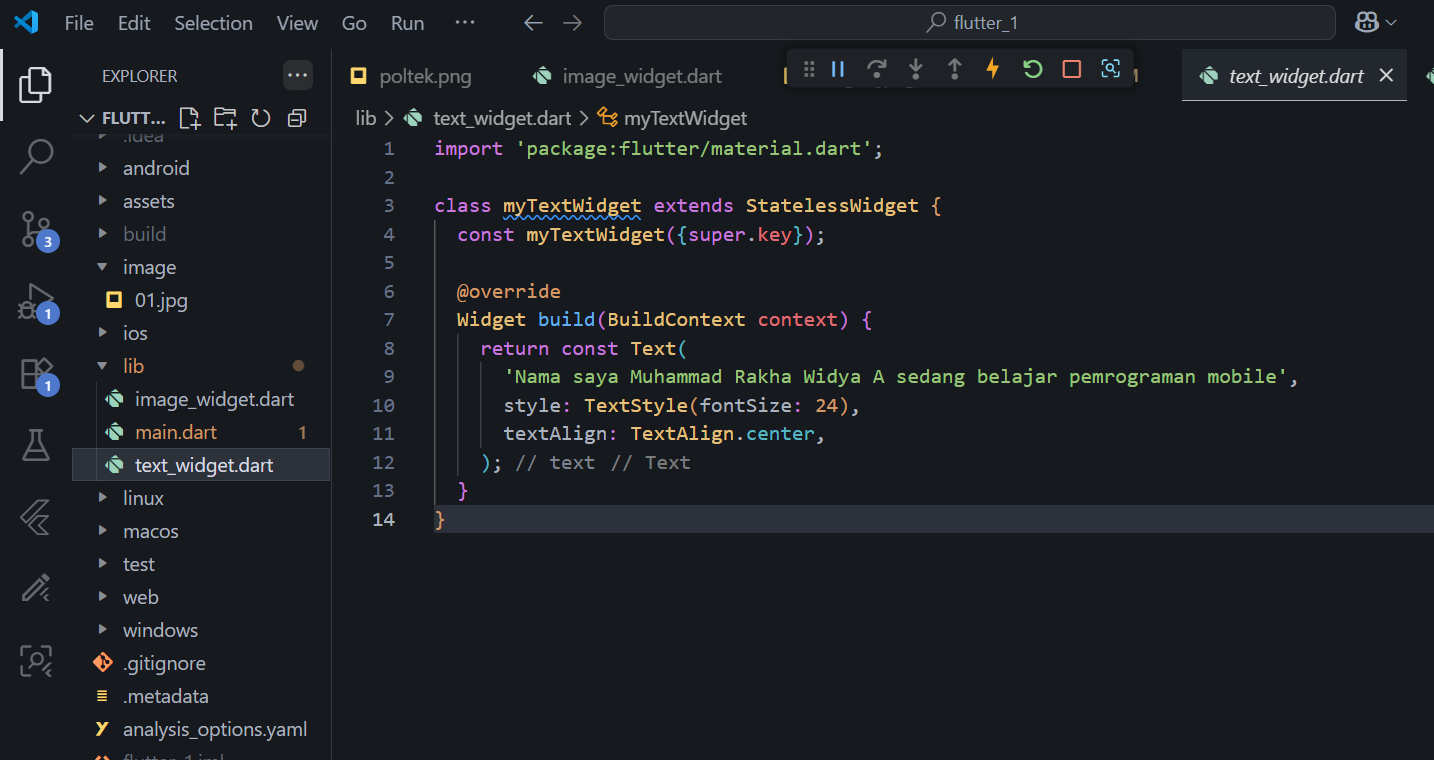 File Edit Selection View Go Run ··· flutter_1
EXPLORER ···
poltek.png image_widget.dart M text_widget.dart
FLUTT...
.idea
android
assets
build
image
01.jpg
ios
lib
image_widget.dart
main.dart 1
text_widget.dart
linux
macos
test
web
windows
.gitignore
.metadata
analysis_options.yaml
flutter_1.iml
3
1
1
lib > text_widget.dart > myTextWidget
1 import 'package:flutter/material.dart';
2
3 class myTextWidget extends StatelessWidget {
4 const myTextWidget({super.key});
5
6 @override
7 Widget build(BuildContext context) {
8 return const Text(
9 'Nama saya Muhammad Rakha Widya A sedang belajar pemrograman mobile',
10 style: TextStyle(fontSize: 24),
11 textAlign: TextAlign.center,
12 ); // text // Text
13 }
14 }